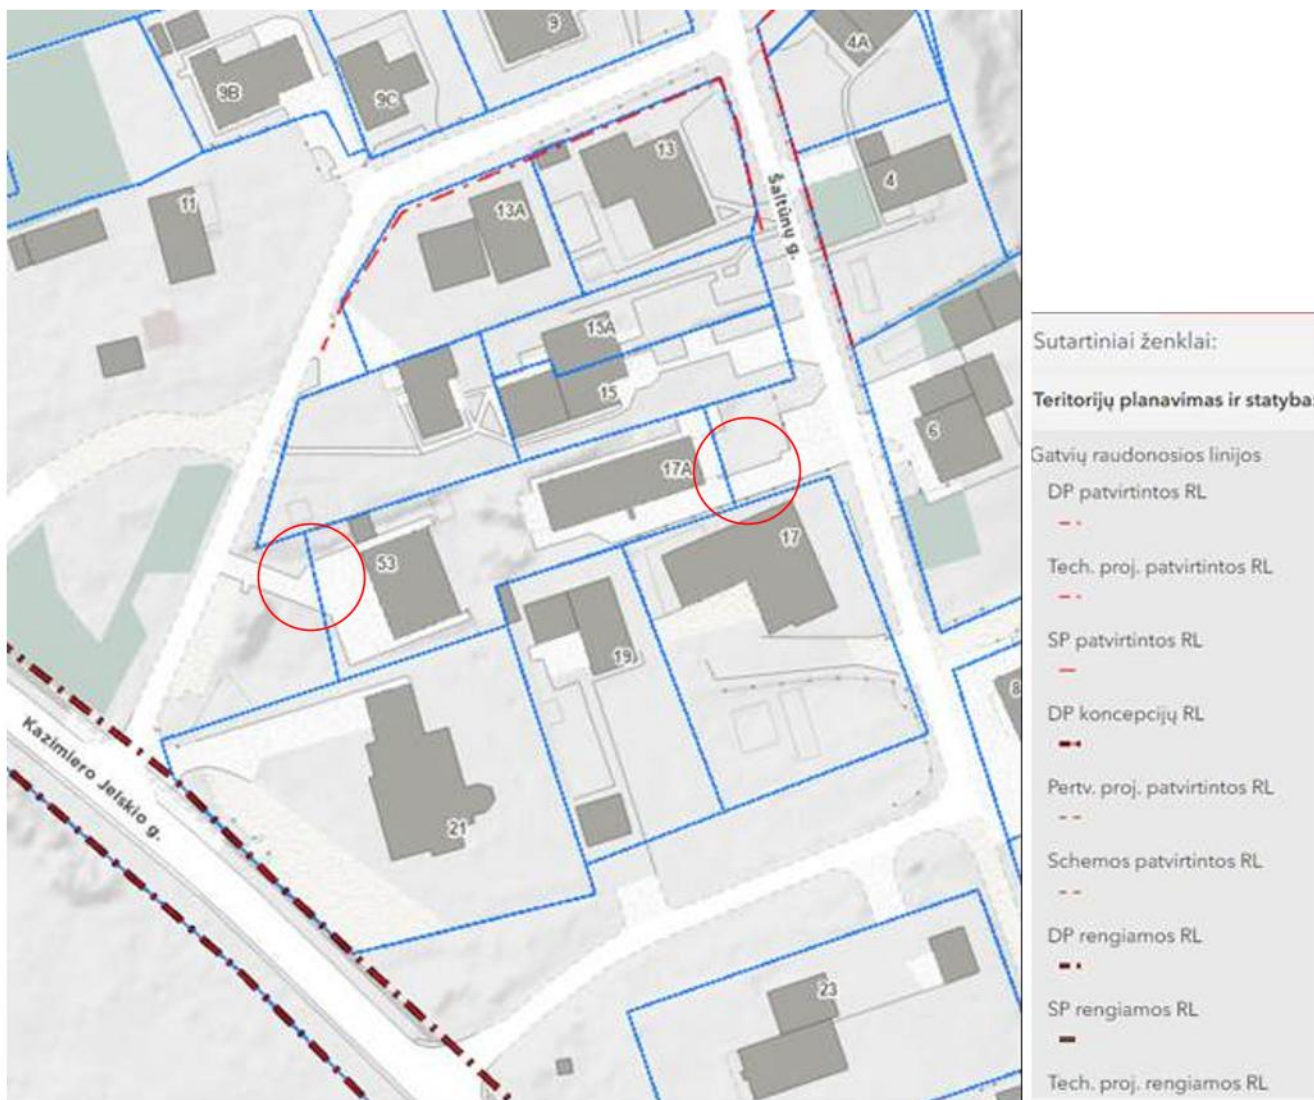 9
4A
9B
9C
13
4
11
13A
Šaltūnų g.
15A
15
6
17A
17
53
19
8
Kazimiero Jelskio g.
21
23
Sutartiniai ženklai:
Teritorijų planavimas ir statyba:
Gatvių raudonosios linijos
DP patvirtintos RL
Tech. proj. patvirtintos RL
SP patvirtintos RL
DP koncepcijų RL
Pertv. proj. patvirtintos RL
Schemos patvirtintos RL
DP rengiamos RL
SP rengiamos RL
Tech. proj. rengiamos RL